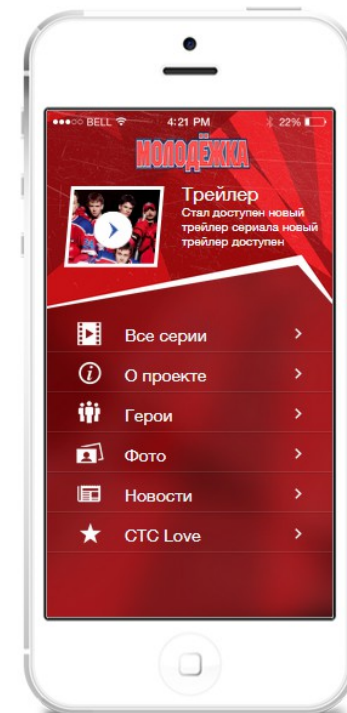 BELL 4:21 PM 22%
МОЛОДЁЖКА
Трейлер
Стал доступен новый
трейлер сериала новый
трейлер доступен
Все серии
О проекте
Герои
Фото
Новости
СТС Love